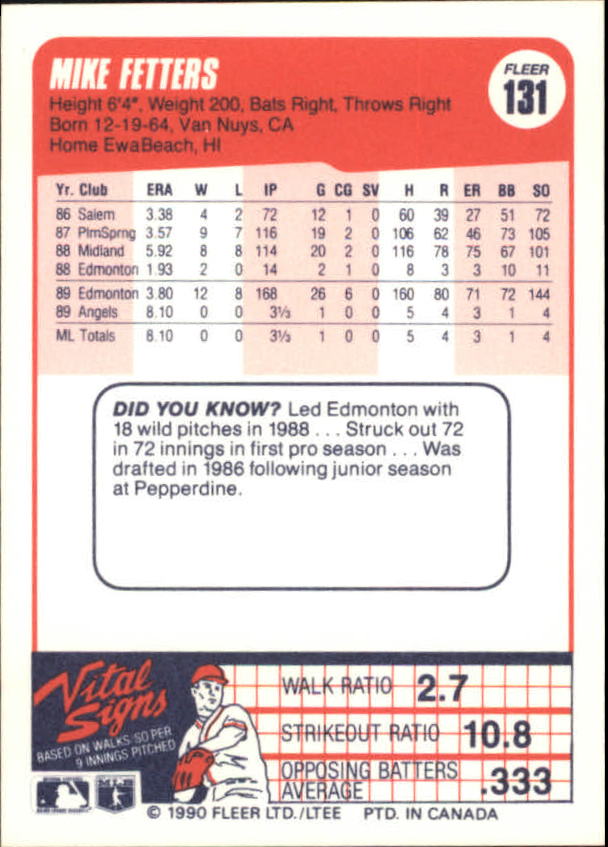 MIKE FETTERS
FLEER
131
Height 6'4", Weight 200, Bats Right, Throws Right
Born 12-19-64, Van Nuys, CA
Home EwaBeach, HI
Yr. Club ERA W L IP G CG SV H R ER BB SO
86 Salem 3.38 4 2 72 12 1 0 60 39 27 51 72
87 PlmSprng 3.57 9 7 116 19 2 0 106 62 46 73 105
88 Midland 5.92 8 8 114 20 2 0 116 78 75 67 101
88 Edmonton 1.93 2 0 14 2 1 0 8 3 3 10 11
89 Edmonton 3.80 12 8 168 26 6 0 160 80 71 72 144
89 Angels 8.10 0 0 3⅓ 1 0 0 5 4 3 1 4
ML Totals 8.10 0 0 3⅓ 1 0 0 5 4 3 1 4
DID YOU KNOW? Led Edmonton with
18 wild pitches in 1988 . . . Struck out 72
in 72 innings in first pro season . . . Was
drafted in 1986 following junior season
at Pepperdine.
Vital
Signs
BASED ON WALKS/SO PER
9 INNINGS PITCHED
WALK RATIO 2.7
STRIKEOUT RATIO 10.8
OPPOSING BATTERS
AVERAGE .333
© 1990 FLEER LTD./LTEE PTD. IN CANADA